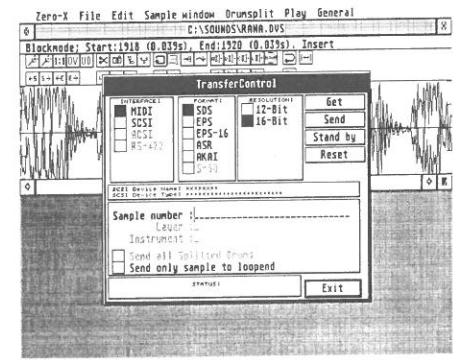 Zero-X File Edit Sample window Drumsplit Play General
C:\SOUNDS\RAWA.DVS
Blockmode: Start:1918 (0.039s), End:1920 (0.039s), Insert
TransferControl
INTERFACE: FORMAT: RESOLUTION:
MIDI SDS 12-Bit Get
SCSI EPS 16-Bit Send
ACSI EPS-16 Stand by
RS-422 ASR Reset
AKAI
S-50
SCSI Device Name:
SCSI Device Type:
Sample number :
Layer :
Instrument :
Send all Splitted Drums
Send only sample to loopend
STATUS:
Exit